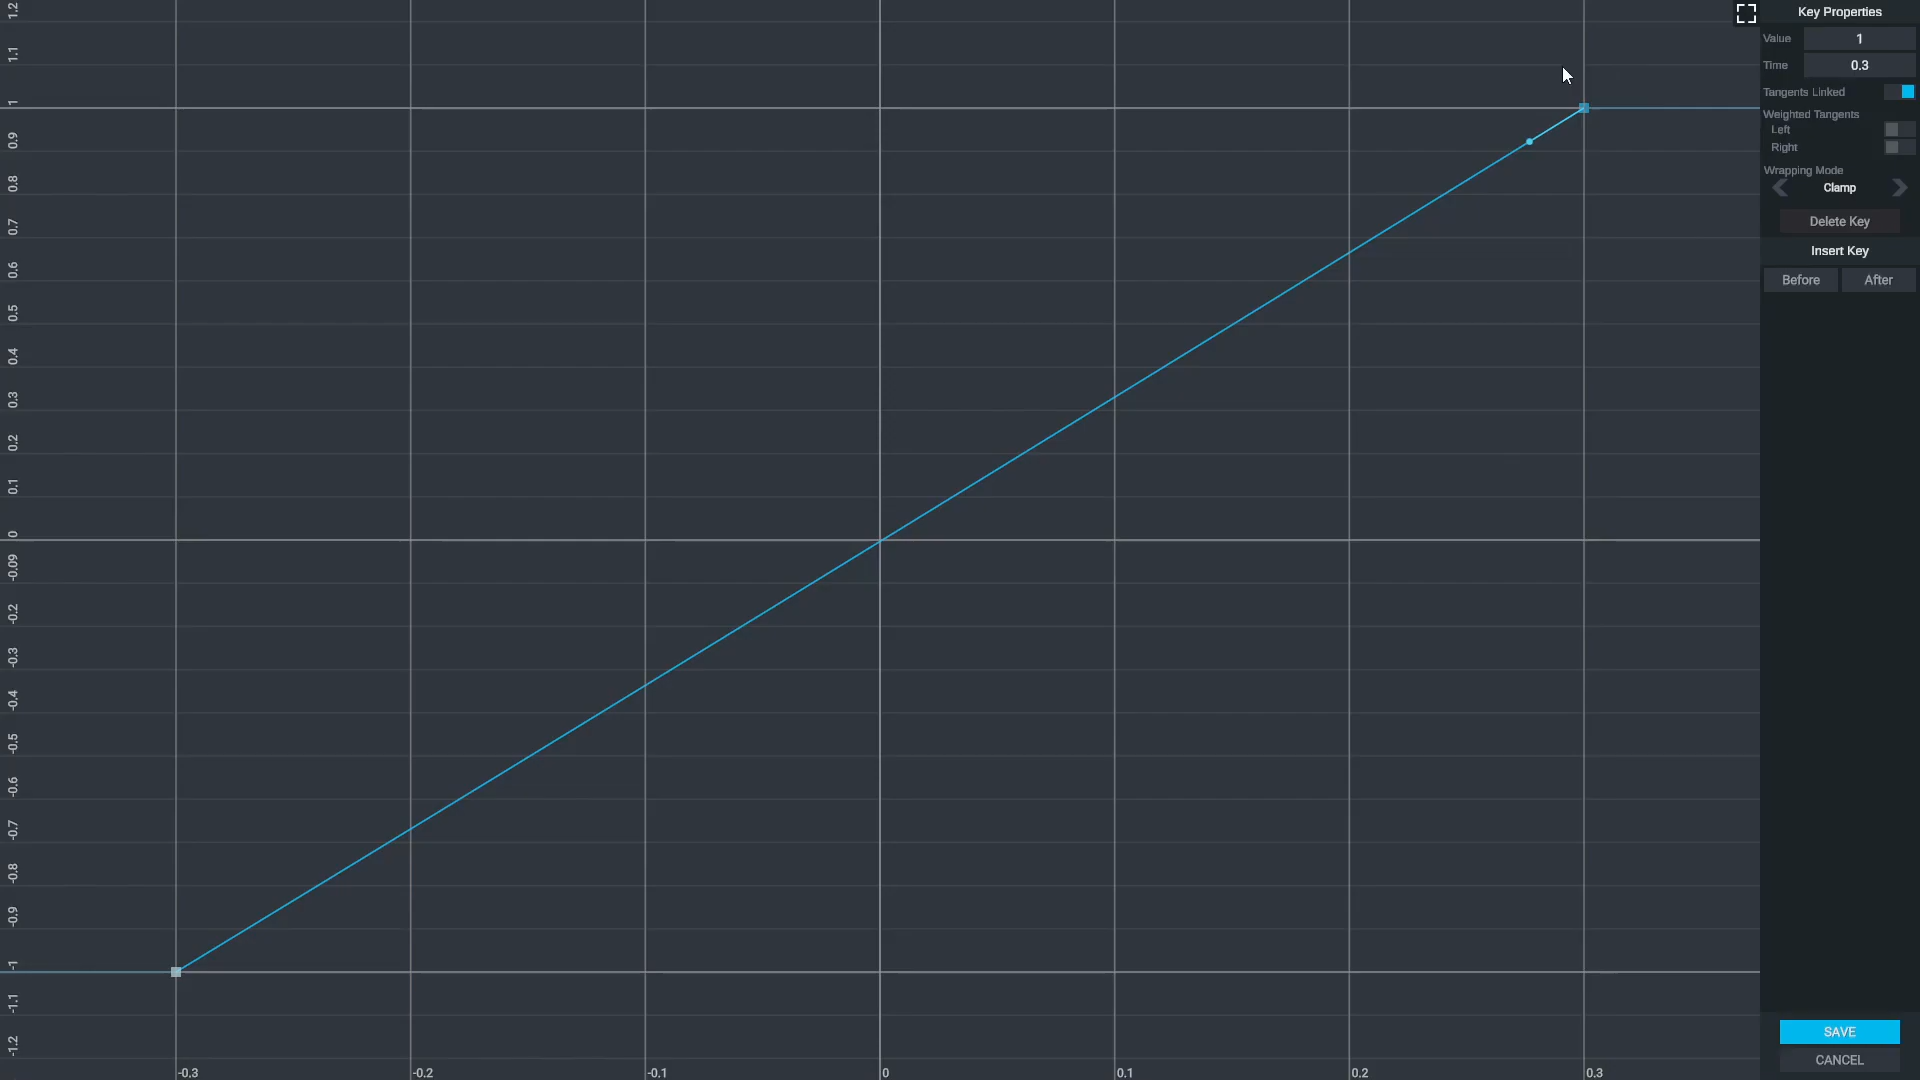 1.2
1.1
1
0.9
0.8
0.7
0.6
0.5
0.4
0.3
0.2
0.1
0
-0.09
-0.2
-0.3
-0.4
-0.5
-0.6
-0.7
-0.8
-0.9
-1
-1.1
-1.2
-0.3 -0.2 -0.1 0 0.1 0.2 0.3
Key Properties
Value 1
Time 0.3
Tangents Linked
Weighted Tangents
Left
Right
Wrapping Mode
Clamp
Delete Key
Insert Key
Before After
SAVE
CANCEL